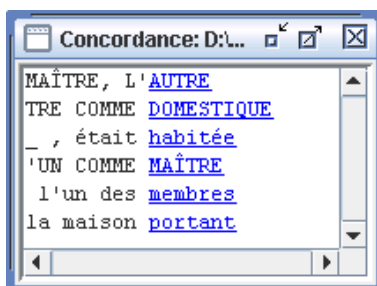 Concordance: D:\...
MAÎTRE, L'AUTRE
TRE COMME DOMESTIQUE
_ , était habitée
'UN COMME MAÎTRE
l'un des membres
la maison portant